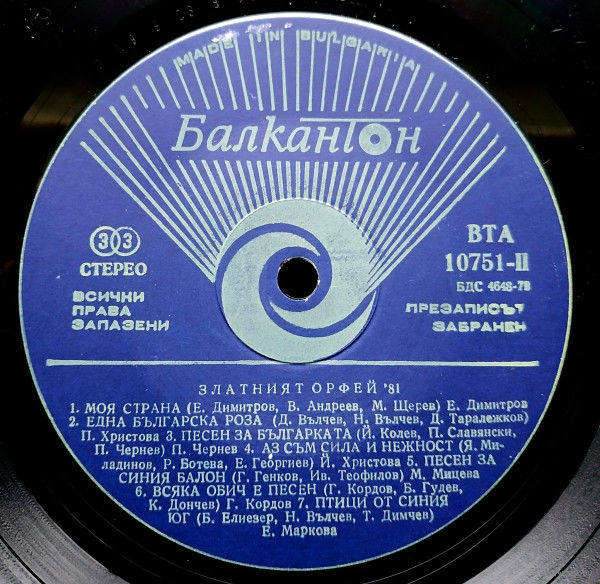 MADE IN BULGARIA
Балкантон
33
СТЕРЕО
ВТА
10751-II
БДС 4648-79
ВСИЧКИ
ПРАВА
ЗАПАЗЕНИ
ПРЕЗАПИСЪТ
ЗАБРАНЕН
ЗЛАТНИЯТ ОРФЕЙ '81
1. МОЯ СТРАНА (Е. Димитров, В. Андреев, М. Щерев) Е. Димитров
2. ЕДНА БЪЛГАРСКА РОЗА (Д. Вълчев, Н. Вълчев, Д. Таралежков)
П. Христова 3. ПЕСЕН ЗА БЪЛГАРКАТА (Й. Колев, П. Славянски,
П. Чернев) П. Чернев 4. АЗ СЪМ СИЛА И НЕЖНОСТ (Я. Ми-
ладинов, Р. Ботева, Е. Георгиев) Й. Христова 5. ПЕСЕН ЗА
СИНИЯ БАЛОН (Г. Генков, Ив. Теофилов) М. Мицева
6. ВСЯКА ОБИЧ Е ПЕСЕН (Г. Кордов, Б. Гудев,
К. Дончев) Г. Кордов 7. ПТИЦИ ОТ СИНИЯ
ЮГ (Б. Елиезер, Н. Вълчев, Т. Димчев)
Е. Маркова